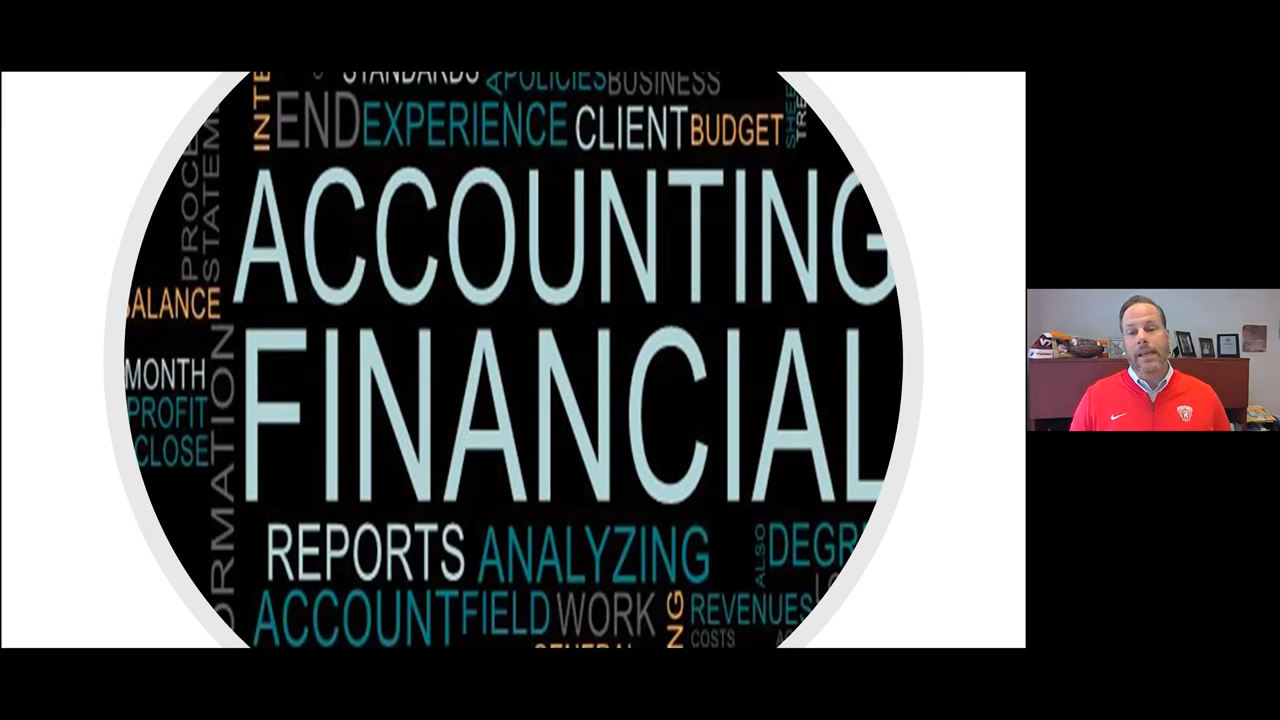 STANDARDS POLICIES BUSINESS
END EXPERIENCE CLIENT BUDGET
ACCOUNTING
BALANCE
FINANCIAL
MONTH
PROFIT
CLOSE
REPORTS ANALYZING
ALSO
ACCOUNT FIELD WORK
REVENUES
COSTS